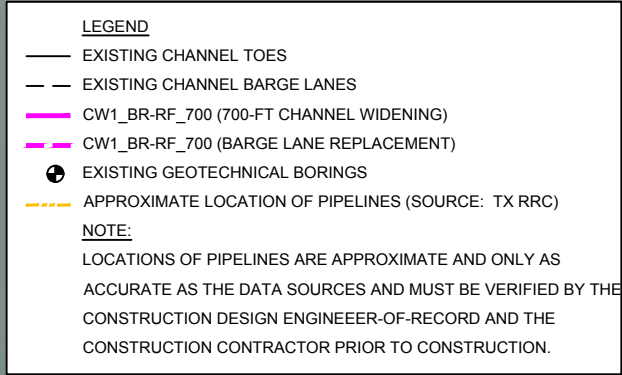 LEGEND
EXISTING CHANNEL TOES
EXISTING CHANNEL BARGE LANES
CW1_BR-RF_700 (700-FT CHANNEL WIDENING)
CW1_BR-RF_700 (BARGE LANE REPLACEMENT)
EXISTING GEOTECHNICAL BORINGS
APPROXIMATE LOCATION OF PIPELINES (SOURCE: TX RRC)
NOTE:
LOCATIONS OF PIPELINES ARE APPROXIMATE AND ONLY AS
ACCURATE AS THE DATA SOURCES AND MUST BE VERIFIED BY THE
CONSTRUCTION DESIGN ENGINEEER-OF-RECORD AND THE
CONSTRUCTION CONTRACTOR PRIOR TO CONSTRUCTION.